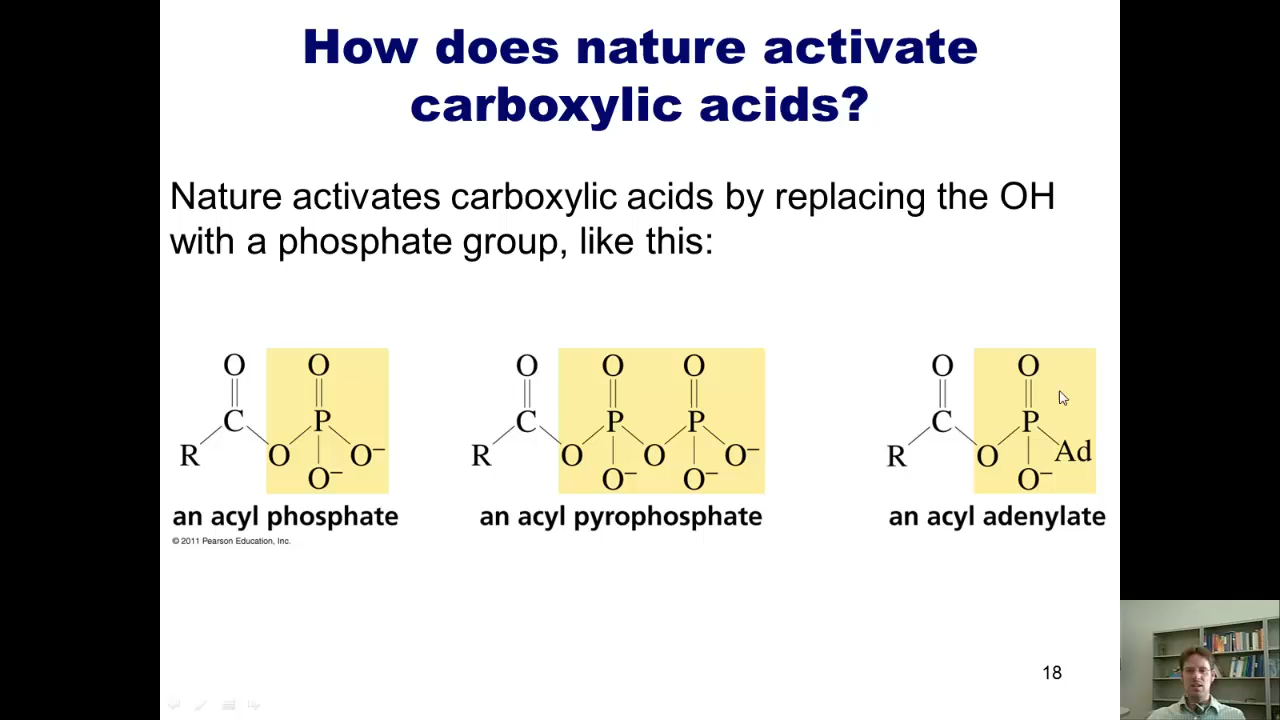 How does nature activate
carboxylic acids?
Nature activates carboxylic acids by replacing the OH
with a phosphate group, like this:
O O O O O O O
C P C P P C P
R O O⁻ R O O O⁻ R O Ad
O⁻ O⁻ O⁻ O⁻
an acyl phosphate an acyl pyrophosphate an acyl adenylate
© 2011 Pearson Education, Inc.
18